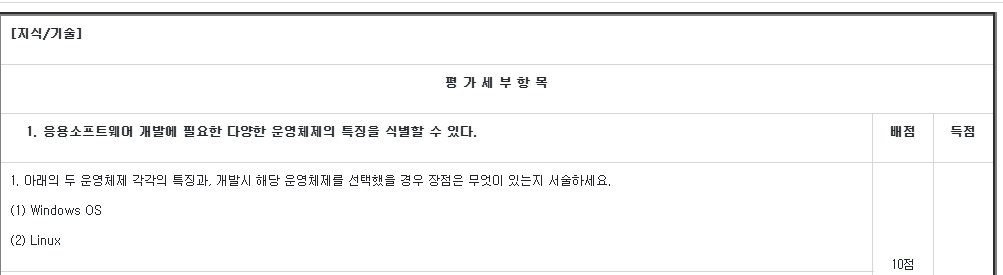 [지식/기술]
평 가 세 부 항 목
1. 응용소프트웨어 개발에 필요한 다양한 운영체제의 특징을 식별할 수 있다.
배점
득점
1. 아래의 두 운영체제 각각의 특징과, 개발시 해당 운영체제를 선택했을 경우 장점은 무엇이 있는지 서술하세요.
(1) Windows OS
(2) Linux
10점